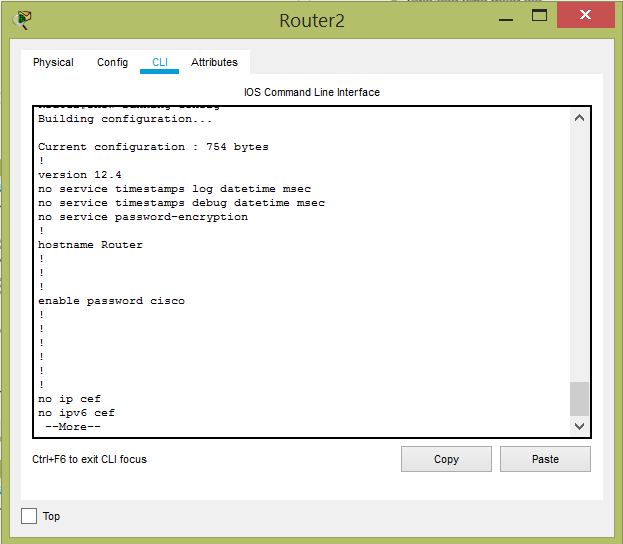 Router2
Physical Config CLI Attributes
IOS Command Line Interface
Building configuration...
Current configuration : 754 bytes
!
version 12.4
no service timestamps log datetime msec
no service timestamps debug datetime msec
no service password-encryption
!
hostname Router
!
!
!
enable password cisco
!
!
!
!
!
!
no ip cef
no ipv6 cef
--More--
Ctrl+F6 to exit CLI focus
Copy
Paste
Top